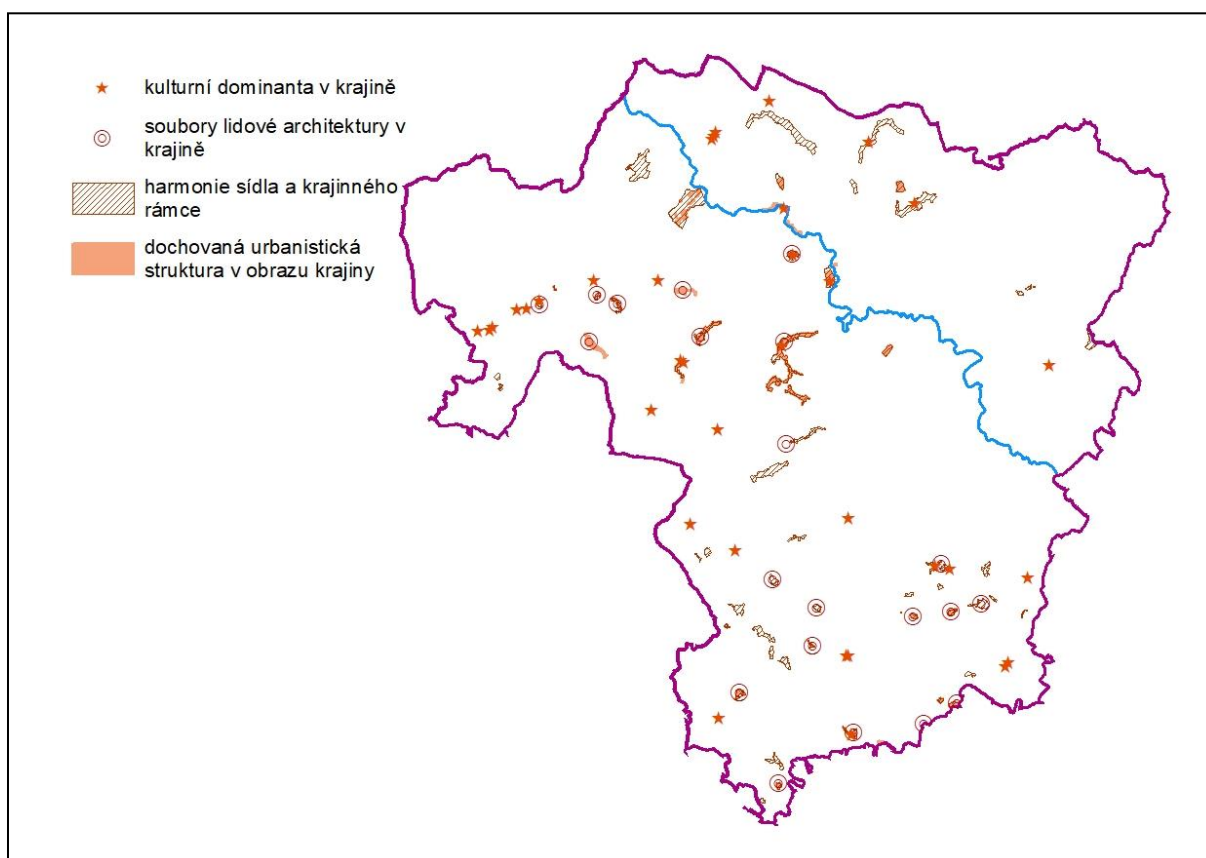 kulturní dominanta v krajině
soubory lidové architektury v
krajině
harmonie sídla a krajinného
rámce
dochovaná urbanistická
struktura v obrazu krajiny